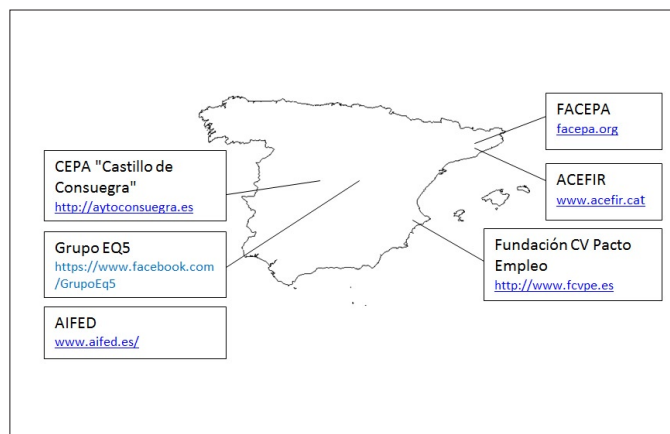 FACEPA
facepa.org
ACEFIR
www.acefir.cat
CEPA "Castillo de
Consuegra"
http://aytoconsuegra.es
Grupo EQ5
https://www.facebook.com
/GrupoEq5
Fundación CV Pacto
Empleo
http://www.fcvpe.es
AIFED
www.aifed.es/